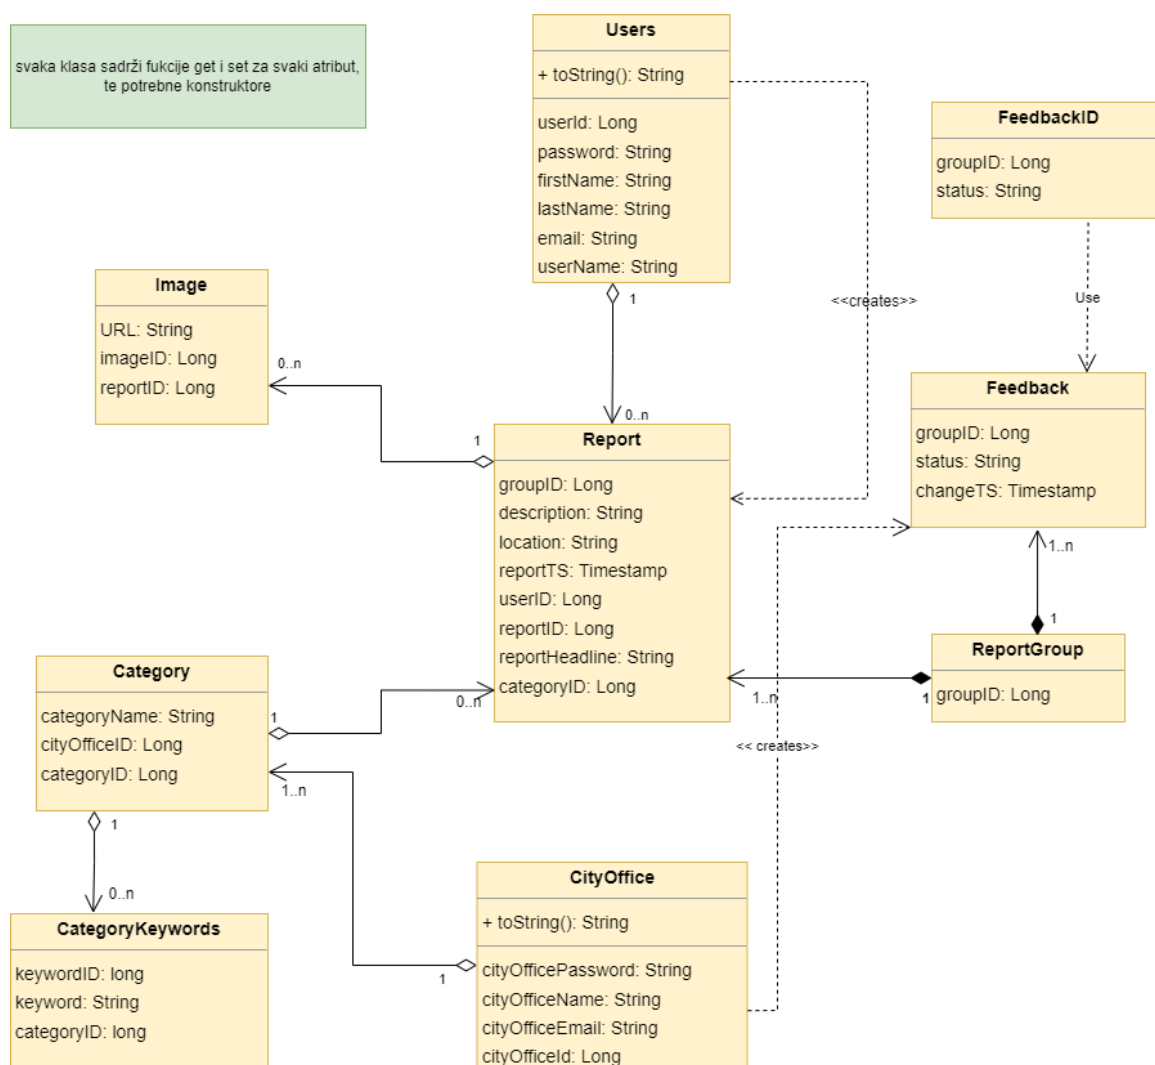 svaka klasa sadrži fukcije get i set za svaki atribut,
te potrebne konstruktore
Users
+ toString(): String
userId: Long
password: String
firstName: String
lastName: String
email: String
userName: String
1
0..n
<<creates>>
FeedbackID
groupID: Long
status: String
Use
Image
URL: String
imageID: Long
reportID: Long
0..n
1
Report
groupID: Long
description: String
location: String
reportTS: Timestamp
userID: Long
reportID: Long
reportHeadline: String
categoryID: Long
Feedback
groupID: Long
status: String
changeTS: Timestamp
1..n
1
ReportGroup
groupID: Long
1..n
1
Category
categoryName: String
cityOfficeID: Long
categoryID: Long
1
0..n
1..n
1
0..n
<< creates>>
CategoryKeywords
keywordID: long
keyword: String
categoryID: long
CityOffice
+ toString(): String
cityOfficePassword: String
cityOfficeName: String
cityOfficeEmail: String
cityOfficeId: Long
1